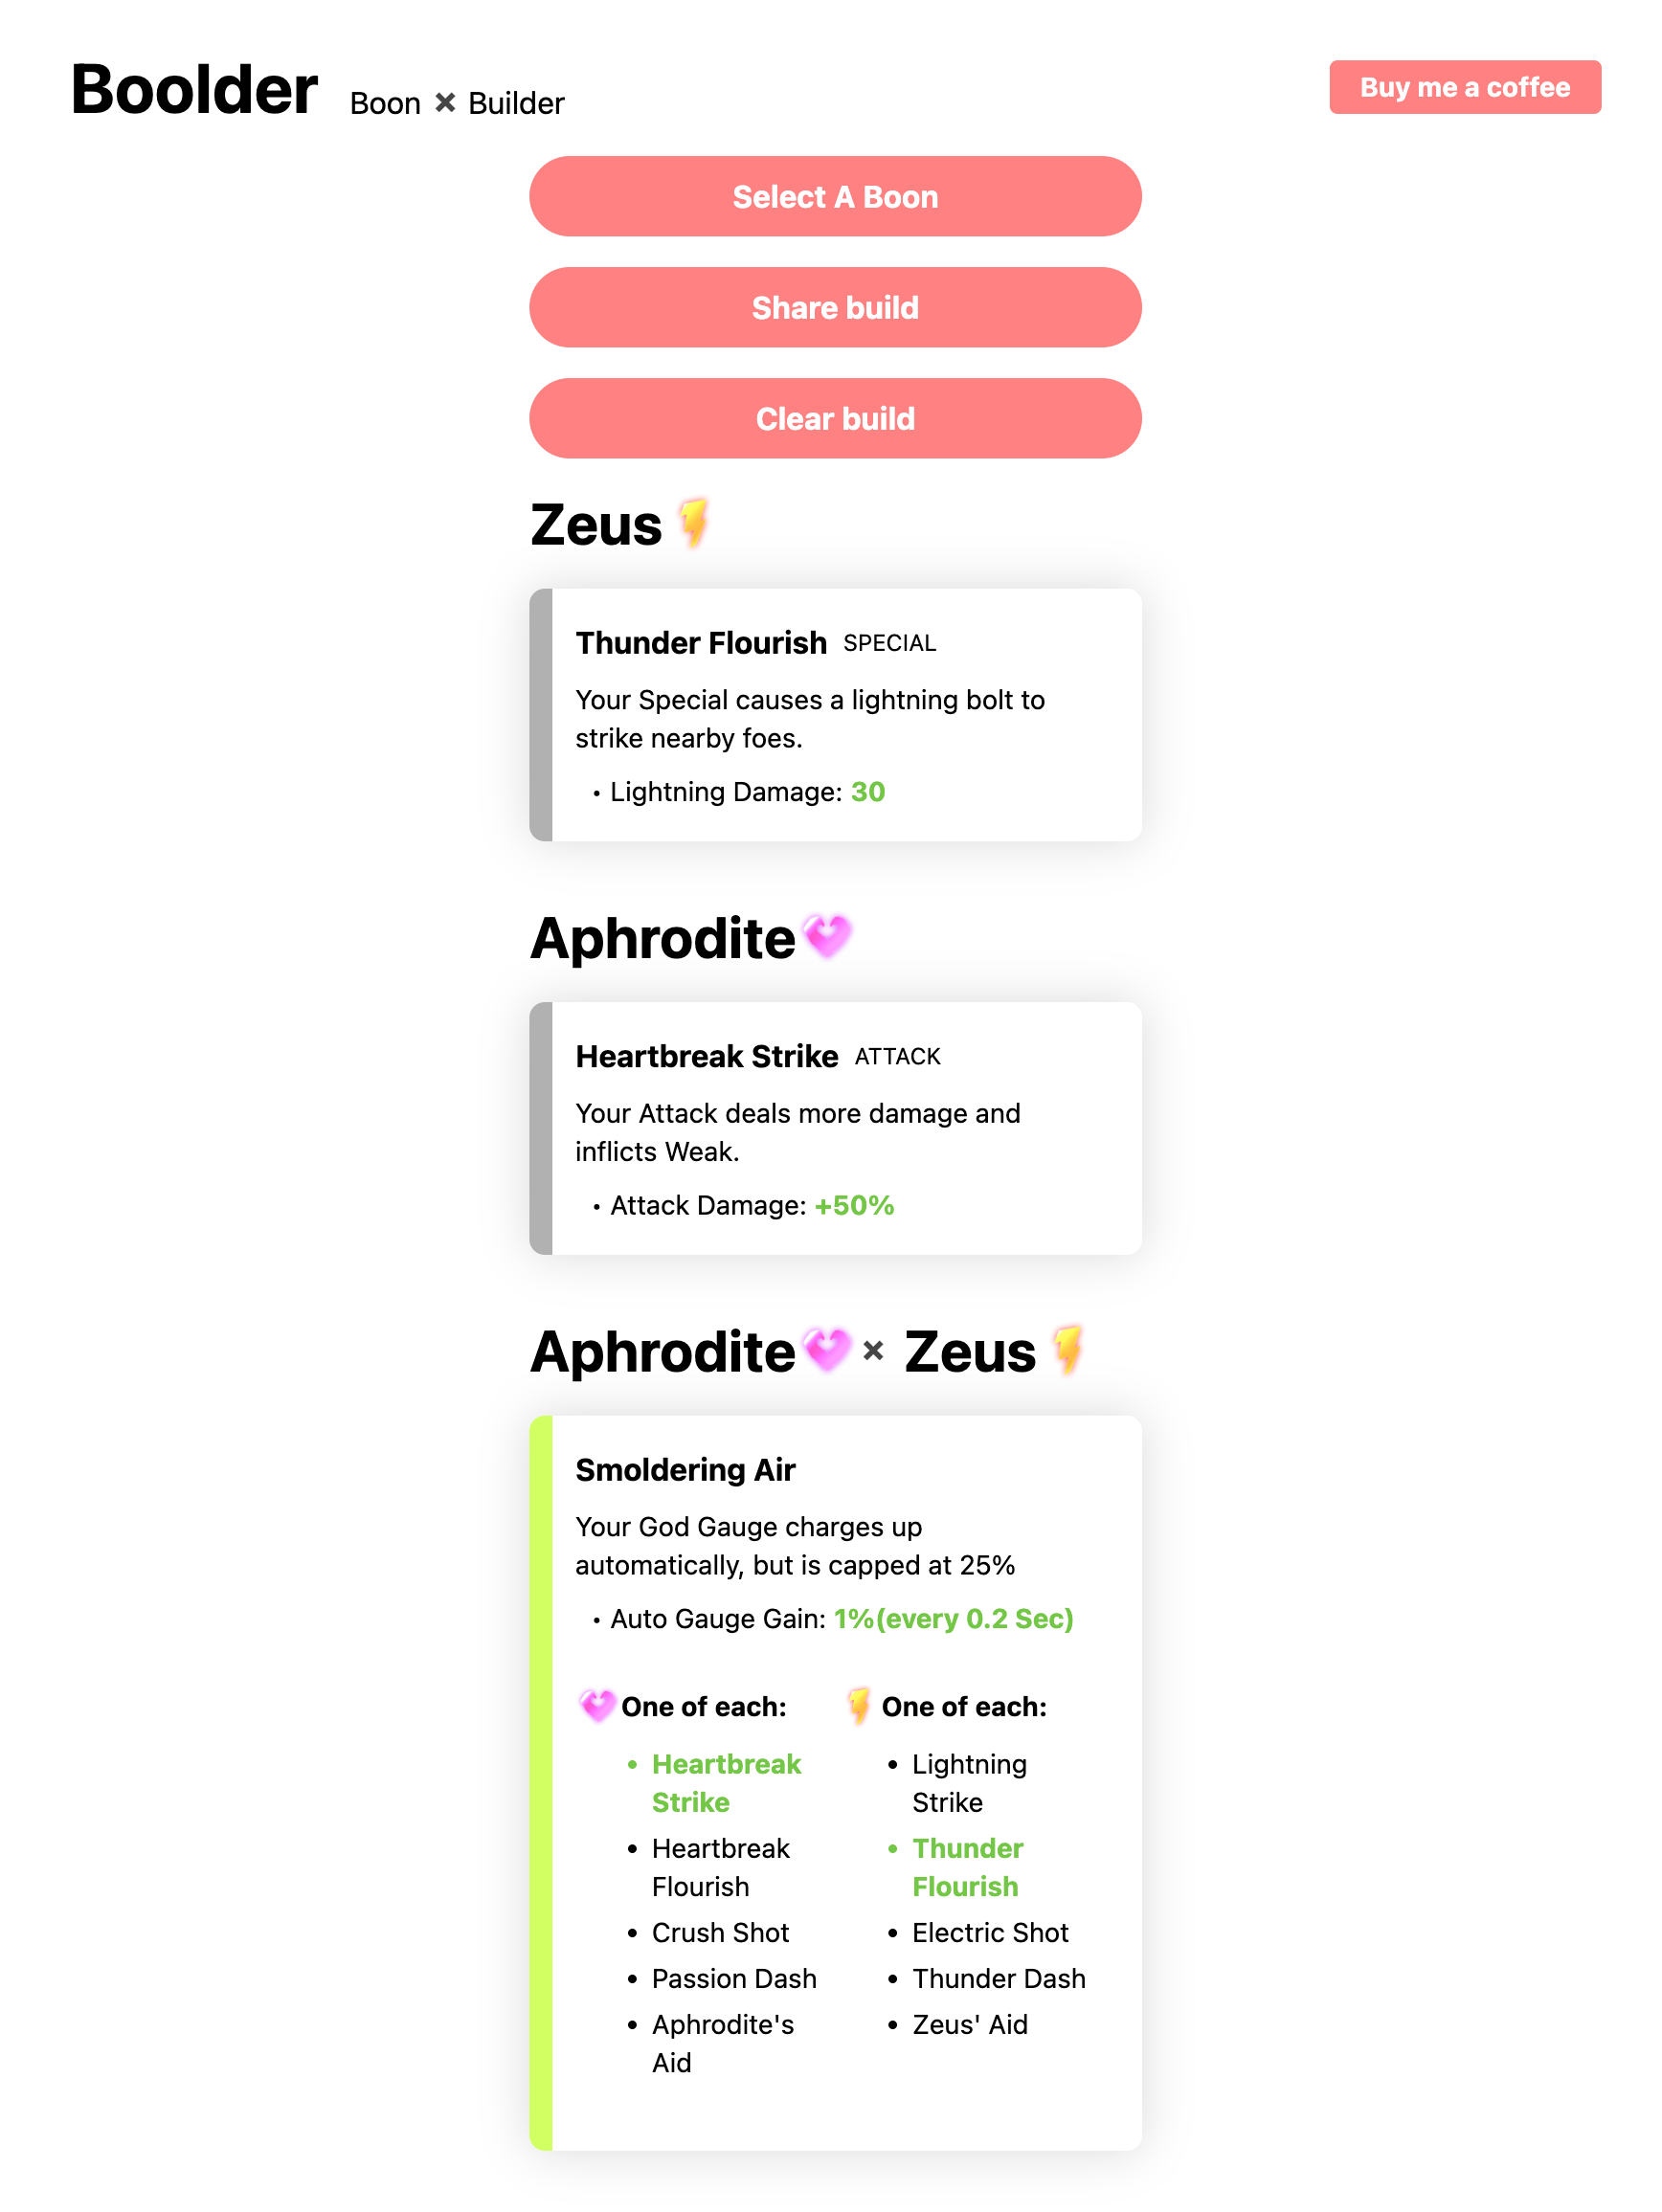 Boolder Boon × Builder
Buy me a coffee
Select A Boon
Share build
Clear build
Zeus
Thunder Flourish SPECIAL
Your Special causes a lightning bolt to
strike nearby foes.
• Lightning Damage: 30
Aphrodite
Heartbreak Strike ATTACK
Your Attack deals more damage and
inflicts Weak.
• Attack Damage: +50%
Aphrodite × Zeus
Smoldering Air
Your God Gauge charges up
automatically, but is capped at 25%
• Auto Gauge Gain: 1%(every 0.2 Sec)
One of each:
• Heartbreak
Strike
• Heartbreak
Flourish
• Crush Shot
• Passion Dash
• Aphrodite's
Aid
One of each:
• Lightning
Strike
• Thunder
Flourish
• Electric Shot
• Thunder Dash
• Zeus' Aid